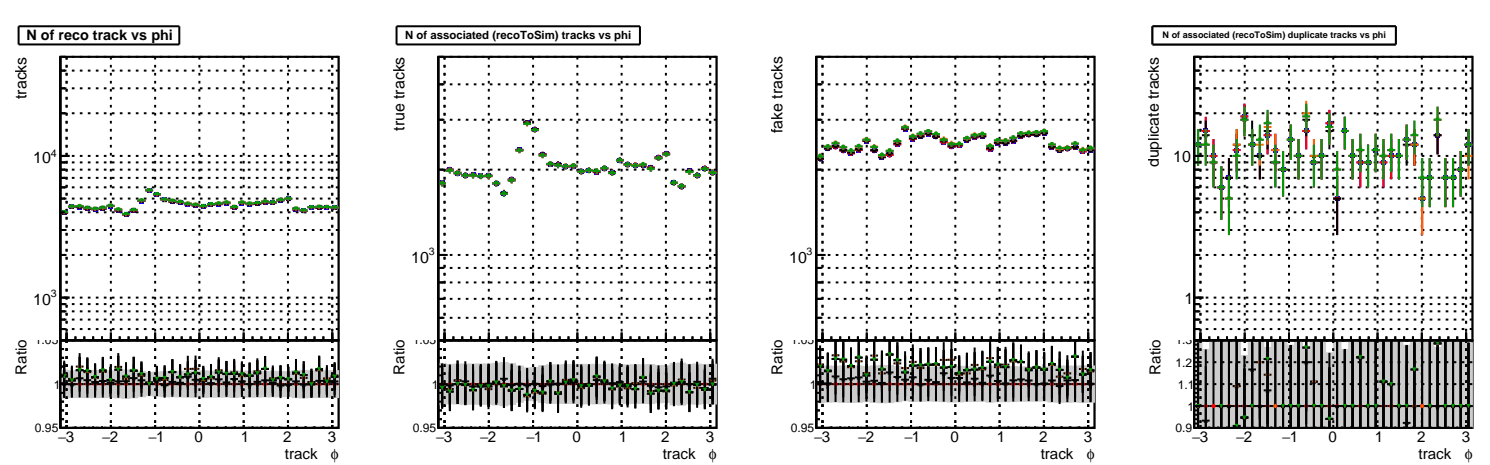 N of reco track vs phi
tracks
10⁴
10³
Ratio
1
0.95
−3 −2 −1 0 1 2 3
track ϕ
N of associated (recoToSim) tracks vs phi
true tracks
10³
Ratio
1
0.95
−3 −2 −1 0 1 2 3
track ϕ
fake tracks
10³
Ratio
1
0.95
−3 −2 −1 0 1 2 3
track ϕ
N of associated (recoToSim) duplicate tracks vs phi
duplicate tracks
10
1
Ratio
1.2
1.1
1
0.9
−3 −2 −1 0 1 2 3
track ϕ